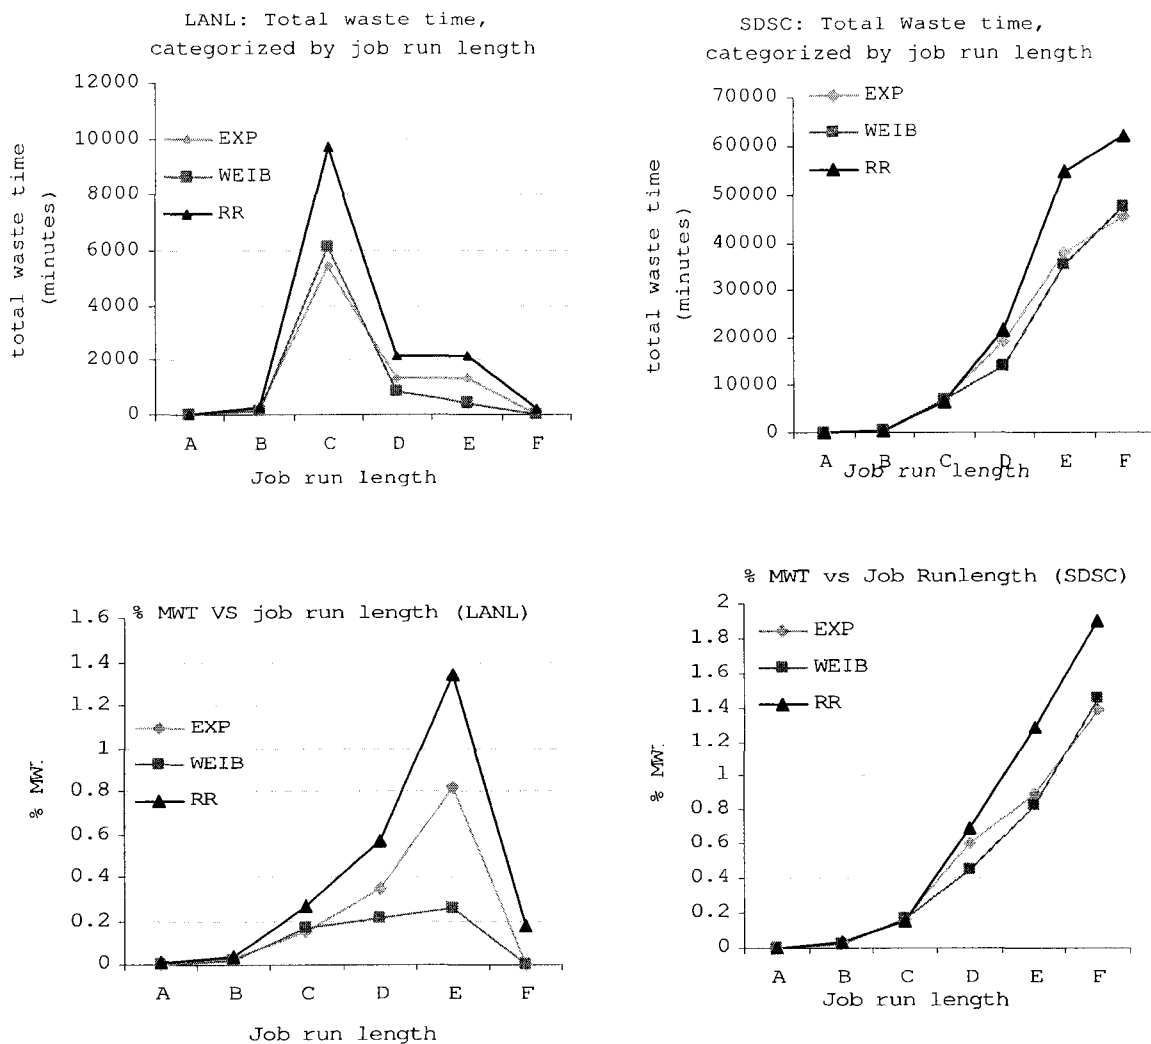 LANL: Total waste time,
categorized by job run length
12000
10000
8000
6000
4000
2000
0
EXP
WEIB
RR
total waste time
(minutes)
A B C D E F
Job run length
SDSC: Total Waste time,
categorized by job run length
70000
60000
50000
40000
30000
20000
10000
0
EXP
WEIB
RR
total waste time
(minutes)
A B C D E F
Job run length
% MWT VS job run length (LANL)
1.6
1.4
1.2
1
0.8
0.6
0.4
0.2
0
EXP
WEIB
RR
% MWT
A B C D E F
Job run length
% MWT vs Job Runlength (SDSC)
2
1.8
1.6
1.4
1.2
1
0.8
0.6
0.4
0.2
0
EXP
WEIB
RR
% MWT
A B C D E F
Job run length